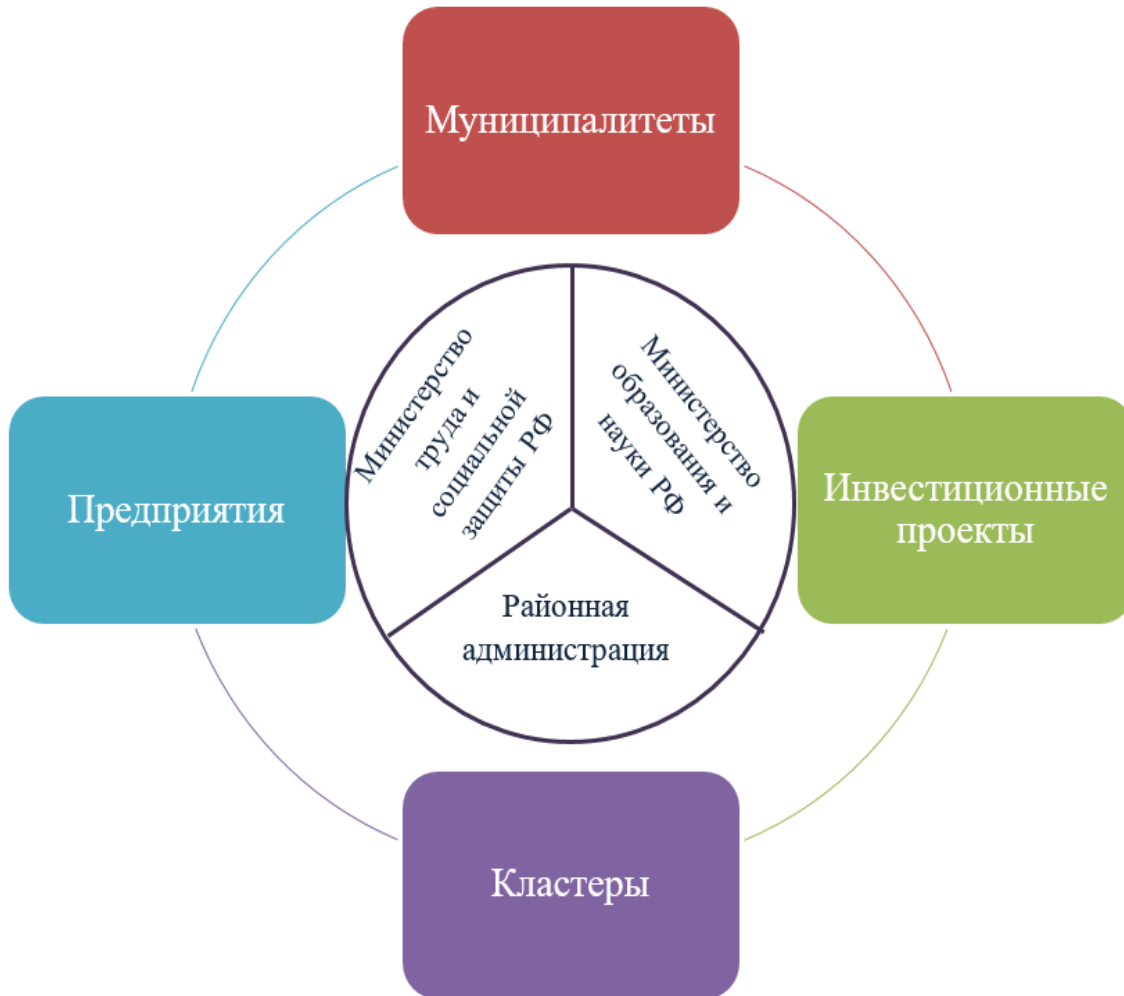 Муниципалитеты
Министерство
труда и
социальной
защиты РФ
Министерство
образования и
науки РФ
Предприятия
Инвестиционные
проекты
Районная
администрация
Кластеры